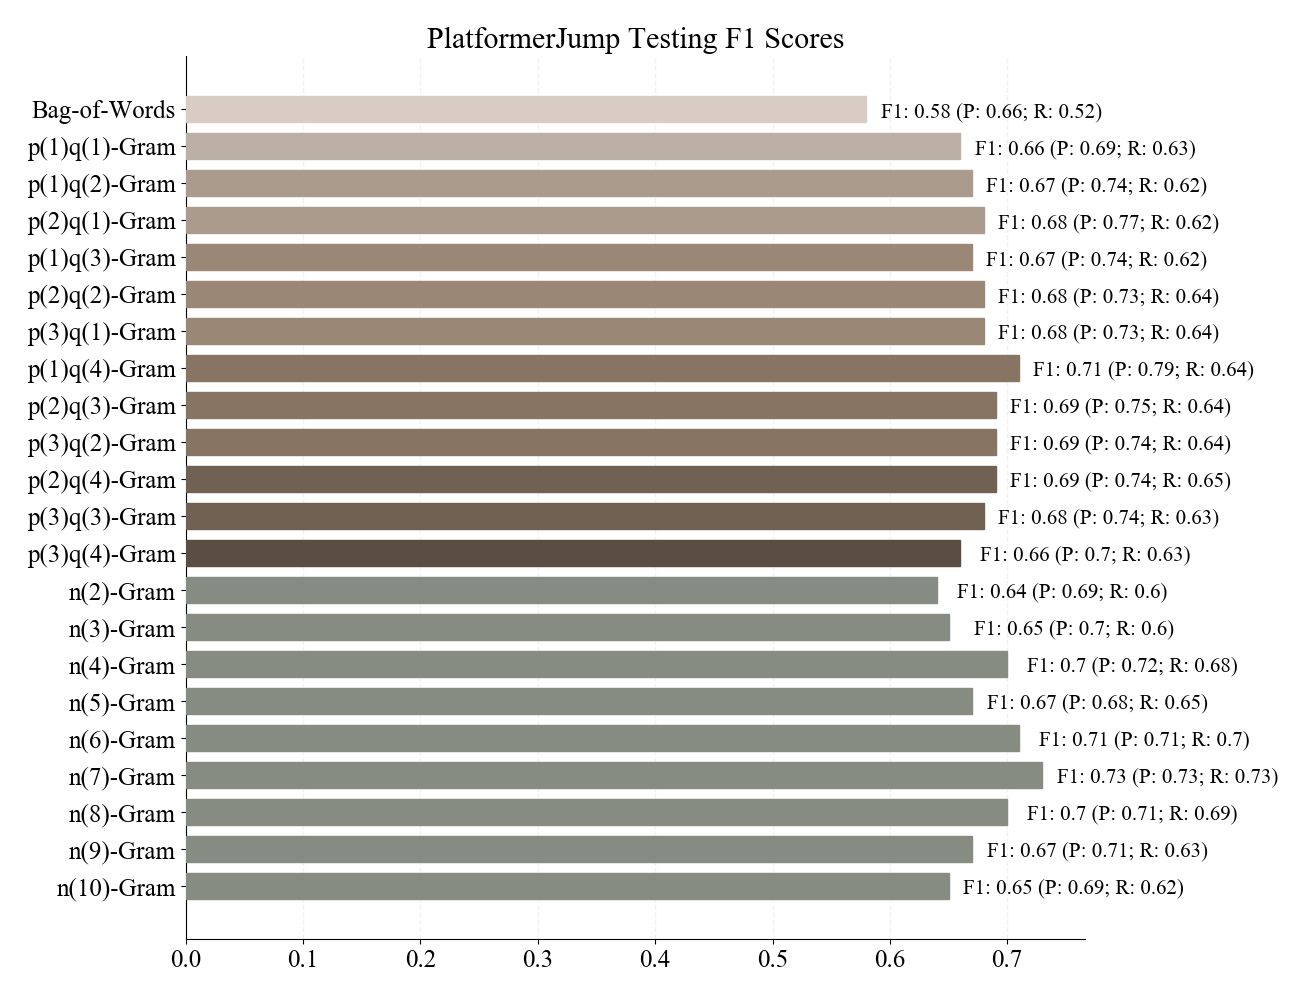 PlatformerJump Testing F1 Scores
Bag-of-Words F1: 0.58 (P: 0.66; R: 0.52)
p(1)q(1)-Gram F1: 0.66 (P: 0.69; R: 0.63)
p(1)q(2)-Gram F1: 0.67 (P: 0.74; R: 0.62)
p(2)q(1)-Gram F1: 0.68 (P: 0.77; R: 0.62)
p(1)q(3)-Gram F1: 0.67 (P: 0.74; R: 0.62)
p(2)q(2)-Gram F1: 0.68 (P: 0.73; R: 0.64)
p(3)q(1)-Gram F1: 0.68 (P: 0.73; R: 0.64)
p(1)q(4)-Gram F1: 0.71 (P: 0.79; R: 0.64)
p(2)q(3)-Gram F1: 0.69 (P: 0.75; R: 0.64)
p(3)q(2)-Gram F1: 0.69 (P: 0.74; R: 0.64)
p(2)q(4)-Gram F1: 0.69 (P: 0.74; R: 0.65)
p(3)q(3)-Gram F1: 0.68 (P: 0.74; R: 0.63)
p(3)q(4)-Gram F1: 0.66 (P: 0.7; R: 0.63)
n(2)-Gram F1: 0.64 (P: 0.69; R: 0.6)
n(3)-Gram F1: 0.65 (P: 0.7; R: 0.6)
n(4)-Gram F1: 0.7 (P: 0.72; R: 0.68)
n(5)-Gram F1: 0.67 (P: 0.68; R: 0.65)
n(6)-Gram F1: 0.71 (P: 0.71; R: 0.7)
n(7)-Gram F1: 0.73 (P: 0.73; R: 0.73)
n(8)-Gram F1: 0.7 (P: 0.71; R: 0.69)
n(9)-Gram F1: 0.67 (P: 0.71; R: 0.63)
n(10)-Gram F1: 0.65 (P: 0.69; R: 0.62)
0.0 0.1 0.2 0.3 0.4 0.5 0.6 0.7